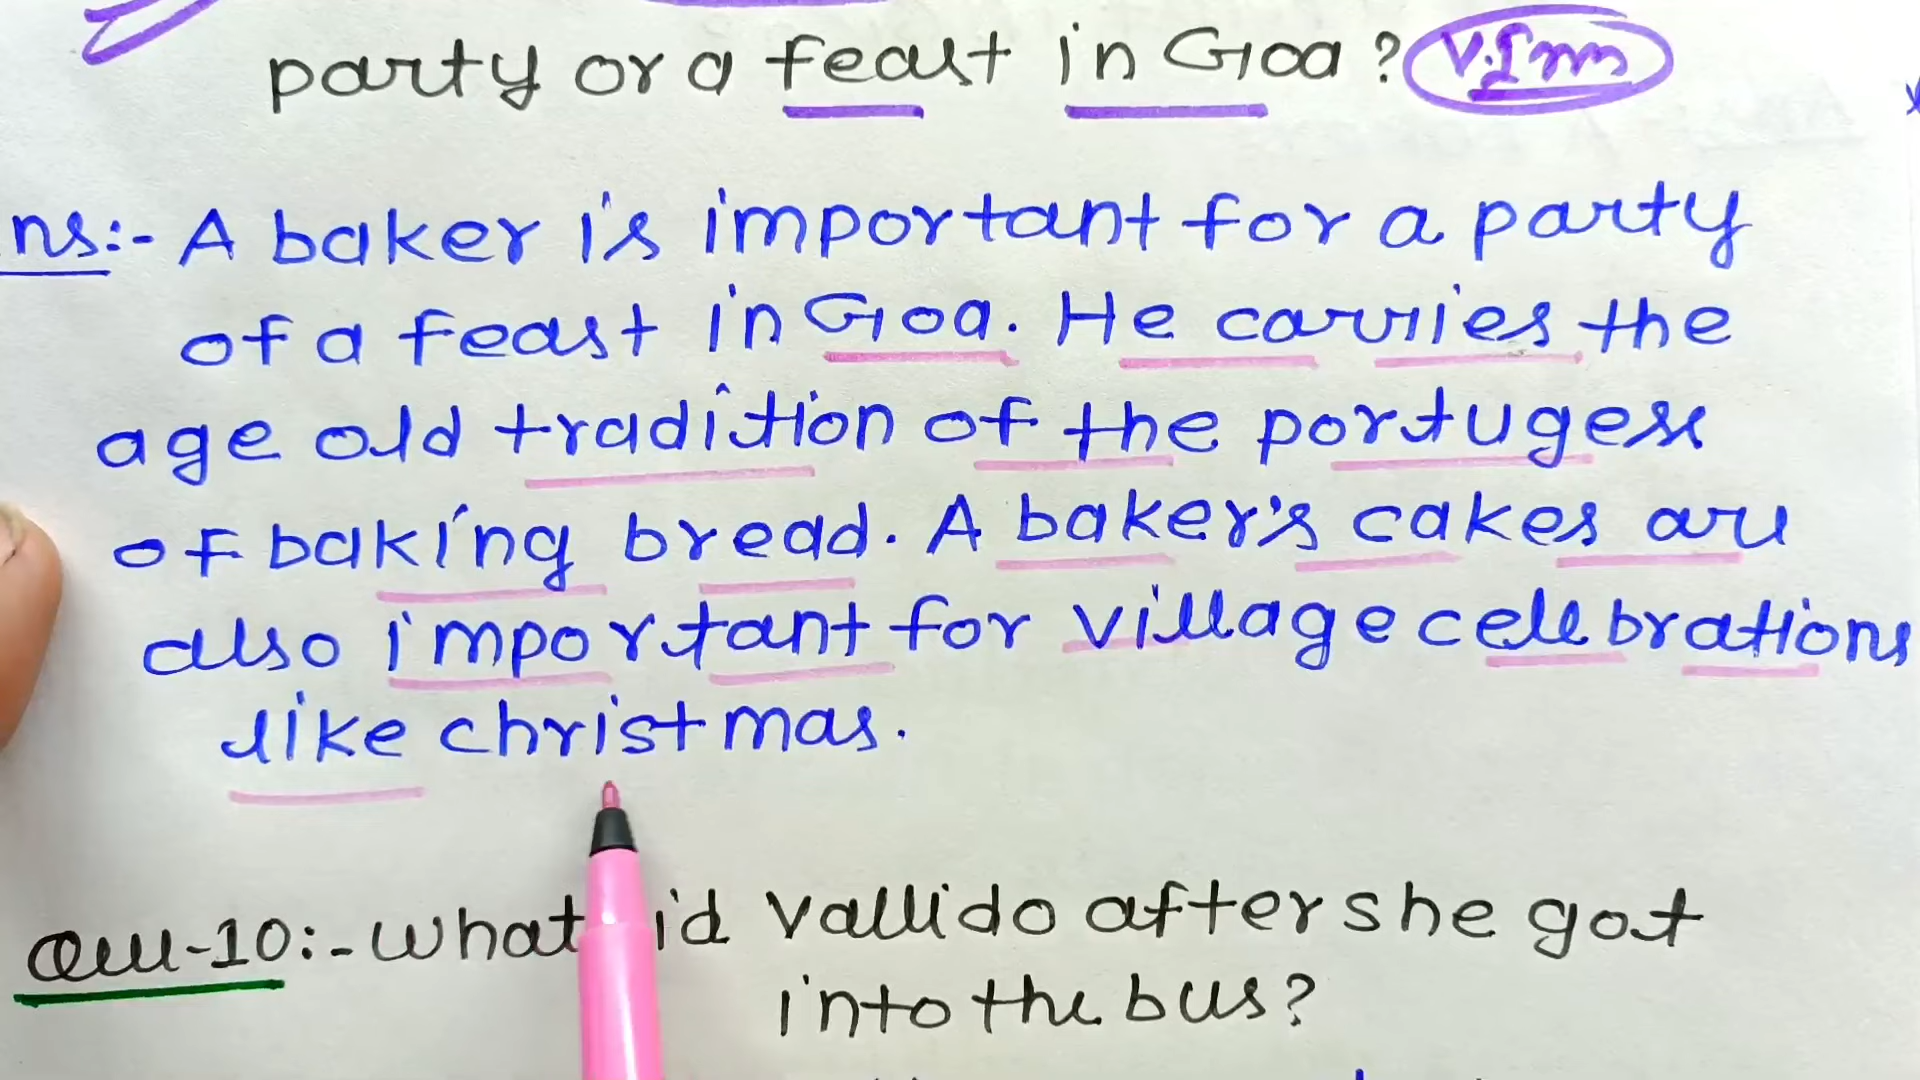 party or a feast in Goa? V.Imp
ns:- A baker is important for a party
of a feast in Goa. He carries the
age old tradition of the portugese
of baking bread. A baker's cakes are
also important for village celebrations
like christmas.
Que-10:- What id Valli do after she got
into the bus?